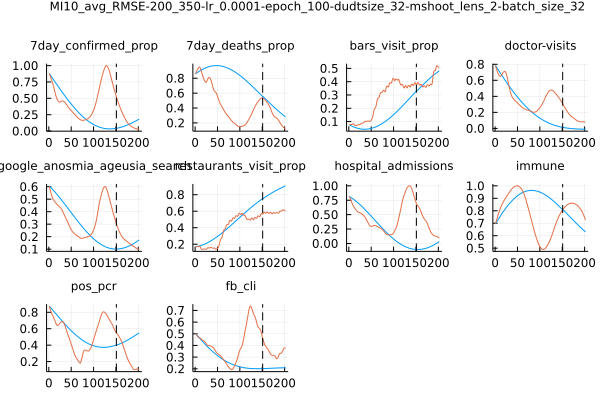 MI10_avg_RMSE-200_350-lr_0.0001-epoch_100-dudtsize_32-mshoot_lens_2-batch_size_32
7day_confirmed_prop 7day_deaths_prop bars_visit_prop doctor-visits
1.00 0.75 0.50 0.25 0.00
0.8 0.6 0.4 0.2
0.5 0.4 0.3 0.2 0.1
0.8 0.6 0.4 0.2 0.0
0 50 100150200 0 50 100150200 0 50 100150200 0 50 100150200
google_anosmia_ageusia_search restaurants_visit_prop hospital_admissions immune
0.6 0.5 0.4 0.3 0.2 0.1
0.8 0.6 0.4 0.2
1.00 0.75 0.50 0.25 0.00
1.0 0.9 0.8 0.7 0.6 0.5
0 50 100150200 0 50 100150200 0 50 100150200 0 50 100150200
pos_pcr fb_cli
0.8 0.6 0.4 0.2
0.7 0.6 0.5 0.4 0.3 0.2
0 50 100150200 0 50 100150200